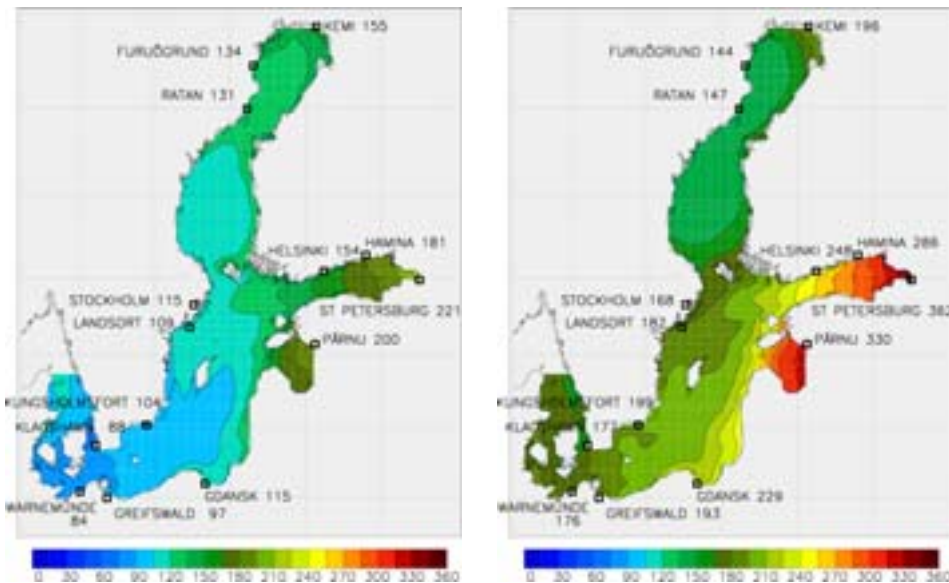 KEMI 155
FURUÖGRUND 134
RATAN 131
HELSINKI 154
HAMINA 181
STOCKHOLM 115
ST PETERSBURG 221
LANDSORT 109
PÄRNU 200
KUNGSHOLMSFORT 104
88
GDANSK 115
WARNEMÜNDE
84
GREIFSWALD 97
0 30 60 90 120 150 180 210 240 270 300 330 360
KEMI 196
FURUÖGRUND 144
RATAN 147
HELSINKI 248
HAMINA 286
STOCKHOLM 168
ST PETERSBURG 382
LANDSORT 182
PÄRNU 330
KUNGSHOLMSFORT 199
177
GDANSK 229
WARNEMÜNDE
176
GREIFSWALD 193
0 30 60 90 120 150 180 210 240 270 300 330 360